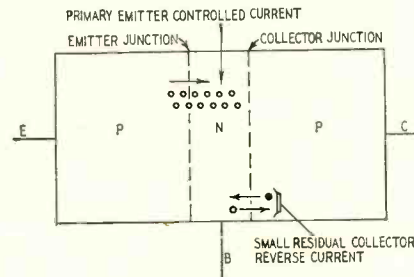 PRIMARY EMITTER CONTROLLED CURRENT
EMITTER JUNCTION
COLLECTOR JUNCTION
P
N
P
E
C
B
SMALL RESIDUAL COLLECTOR
REVERSE CURRENT